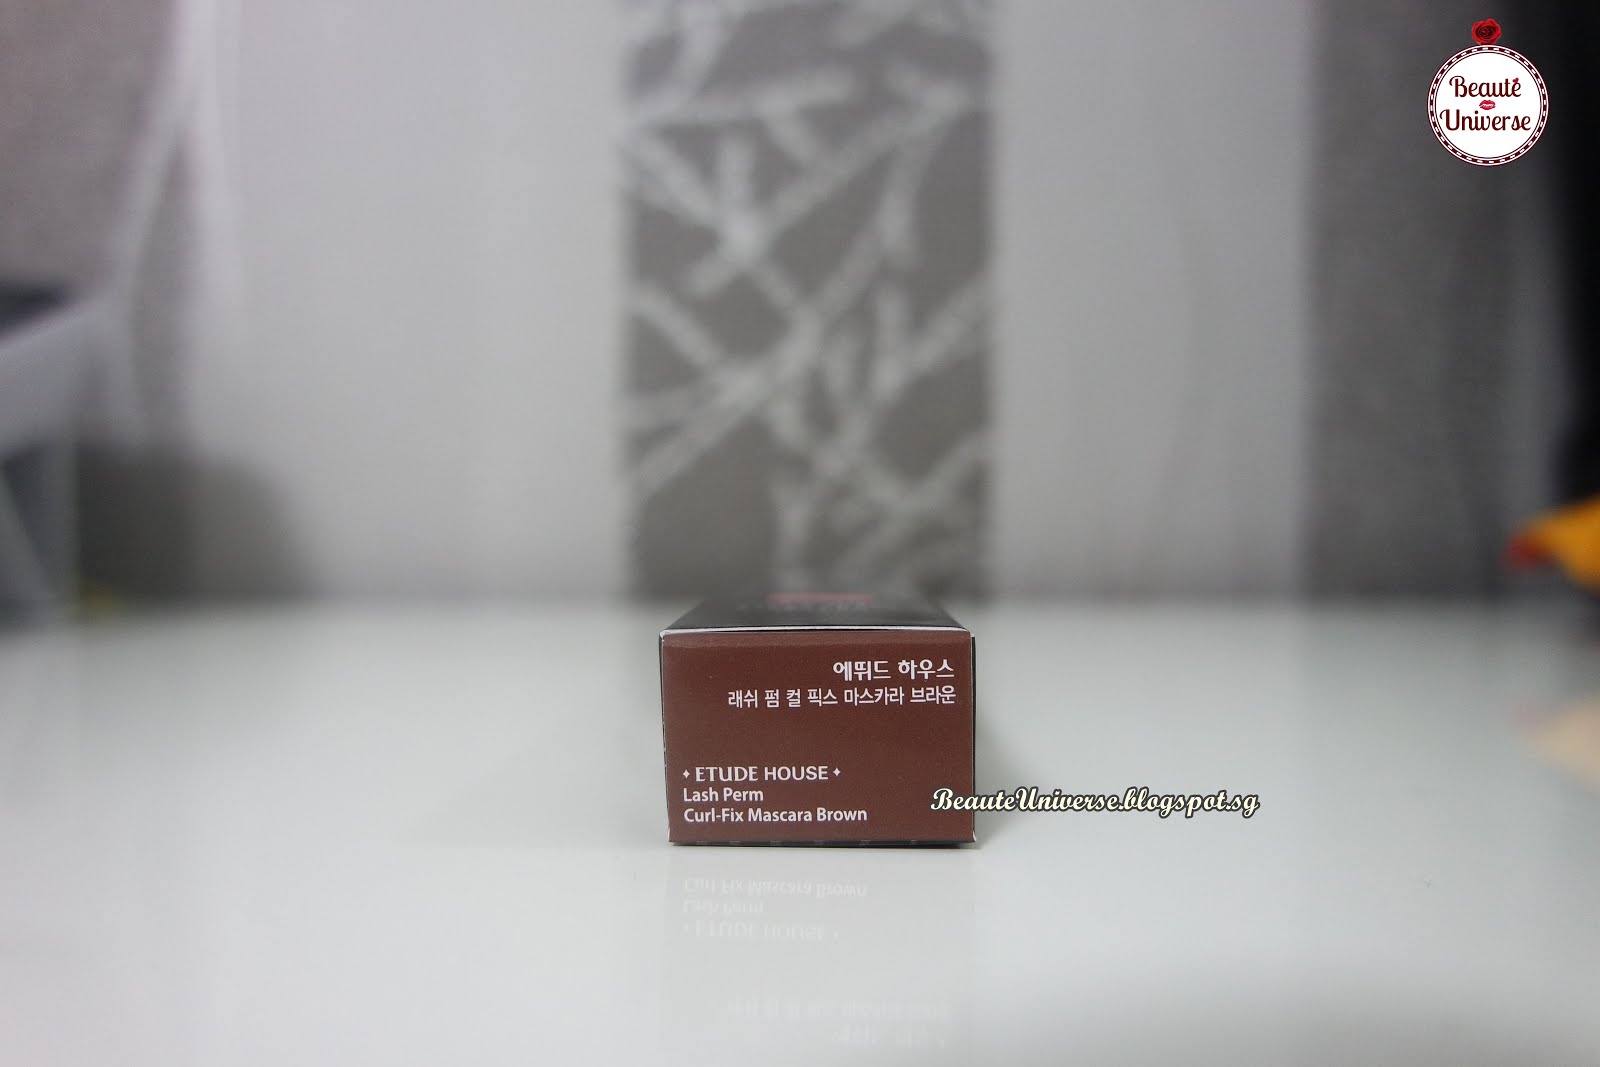 Beauté
Universe
에뛰드 하우스
래쉬 펌 컬 픽스 마스카라 브라운
ETUDE HOUSE
Lash Perm
Curl-Fix Mascara Brown
BeauteUniverse.blogspot.sg